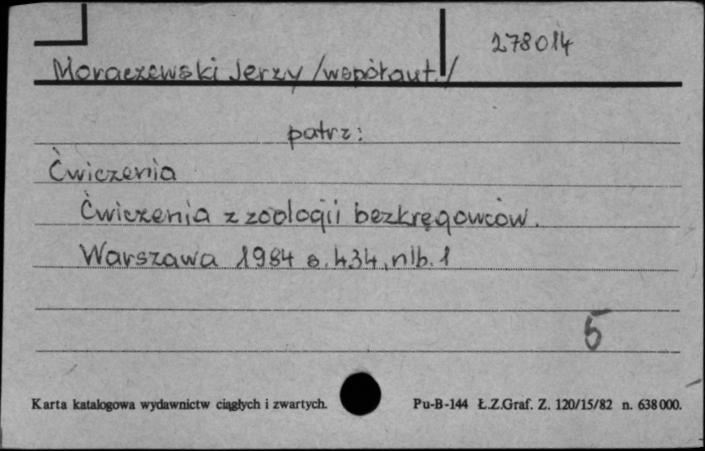 278014
Moraczewski Jerzy /współaut./
patrz:
Ćwiczenia
Ćwiczenia z zoologii bezkręgowców.
Warszawa 1984 s. 434, nlb. 1
5
Karta katalogowa wydawnictw ciągłych i zwartych. Pu-B-144 Ł.Z.Graf. Z. 120/15/82 n. 638000.